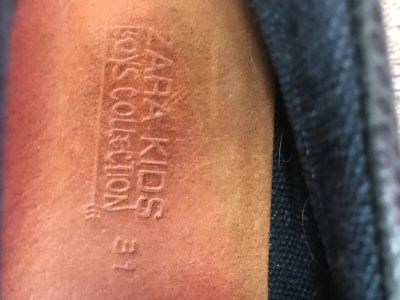 ZARA KIDS
BOYS COLLECTION
31